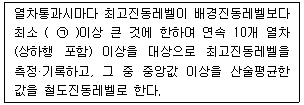 열차통과시마다 최고진동레벨이 배경진동레벨보다
최소 ( ㉠ )이상 큰 것에 한하며 연속 10개 열차
(상하행 포함) 이상을 대상으로 최고진동레벨을
측정·기록하고, 그 중 중앙값 이상을 산술평균한
값을 철도진동레벨로 한다.